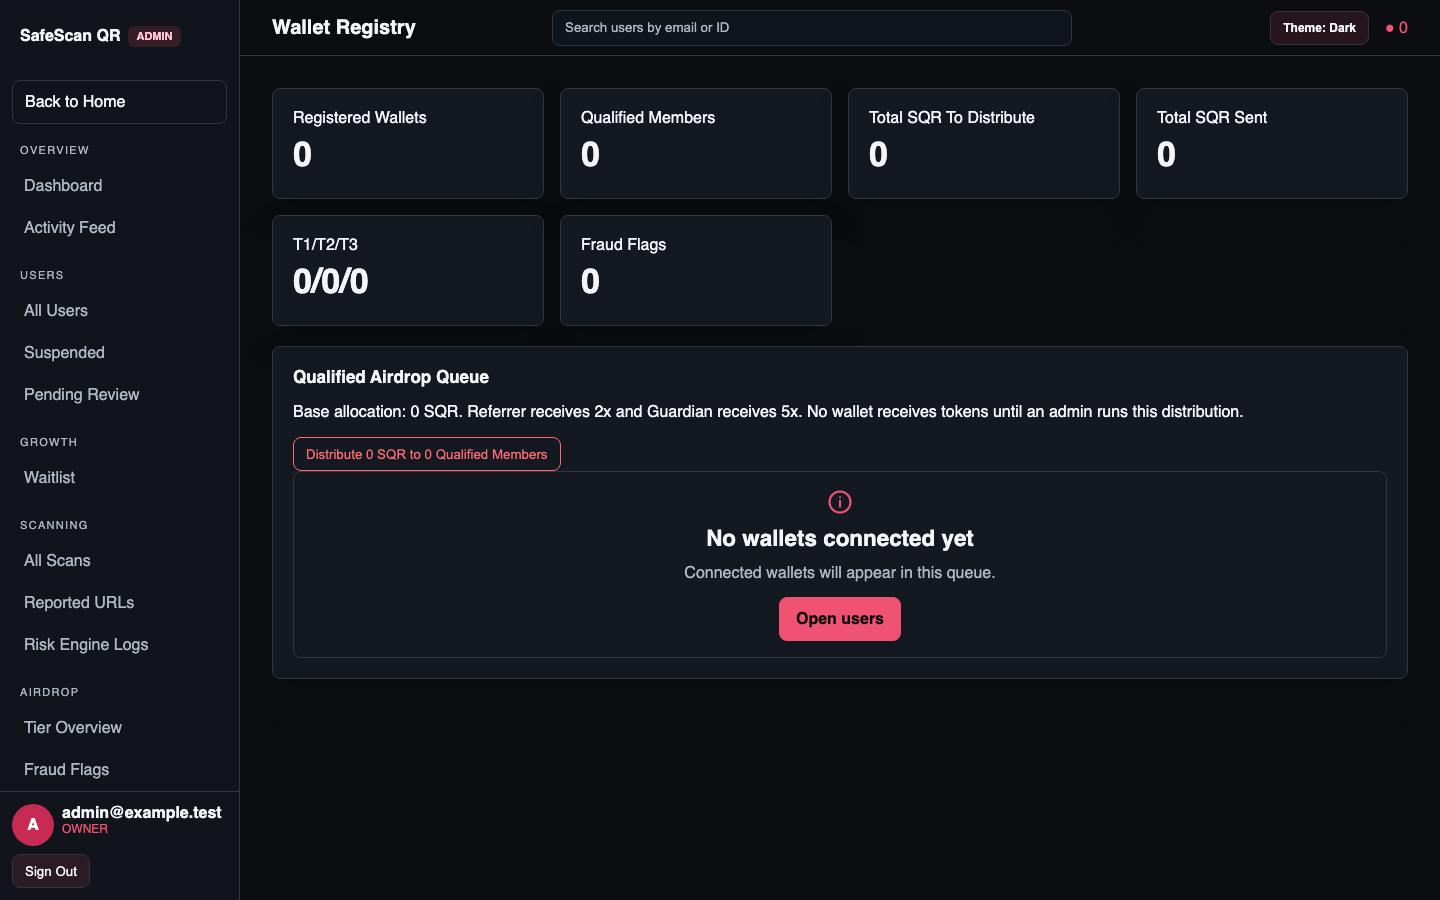 SafeScan QR ADMIN
Back to Home
OVERVIEW
Dashboard
Activity Feed
USERS
All Users
Suspended
Pending Review
GROWTH
Waitlist
SCANNING
All Scans
Reported URLs
Risk Engine Logs
AIRDROP
Tier Overview
Fraud Flags
A
admin@example.test
OWNER
Sign Out
Wallet Registry
Search users by email or ID
Theme: Dark
0
Registered Wallets
0
Qualified Members
0
Total SQR To Distribute
0
Total SQR Sent
0
T1/T2/T3
0/0/0
Fraud Flags
0
Qualified Airdrop Queue
Base allocation: 0 SQR. Referrer receives 2x and Guardian receives 5x. No wallet receives tokens until an admin runs this distribution.
Distribute 0 SQR to 0 Qualified Members
No wallets connected yet
Connected wallets will appear in this queue.
Open users